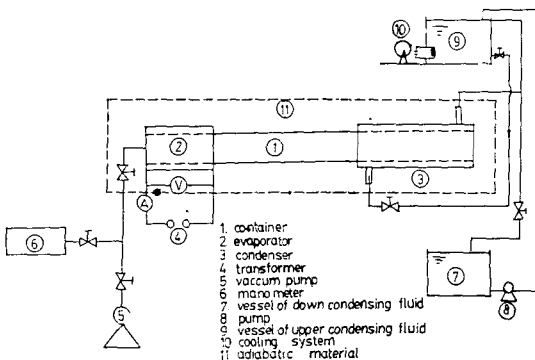 10
9
11
2
1
V
3
A
4
6
7
5
8
1. container
2 evaporator
3 condenser
4 transformer
5 vaccum pump
6 manometer
7 vessel of down condensing fluid
8 pump
9 vessel of upper condensing fluid
10 cooling system
11 adiabatic material